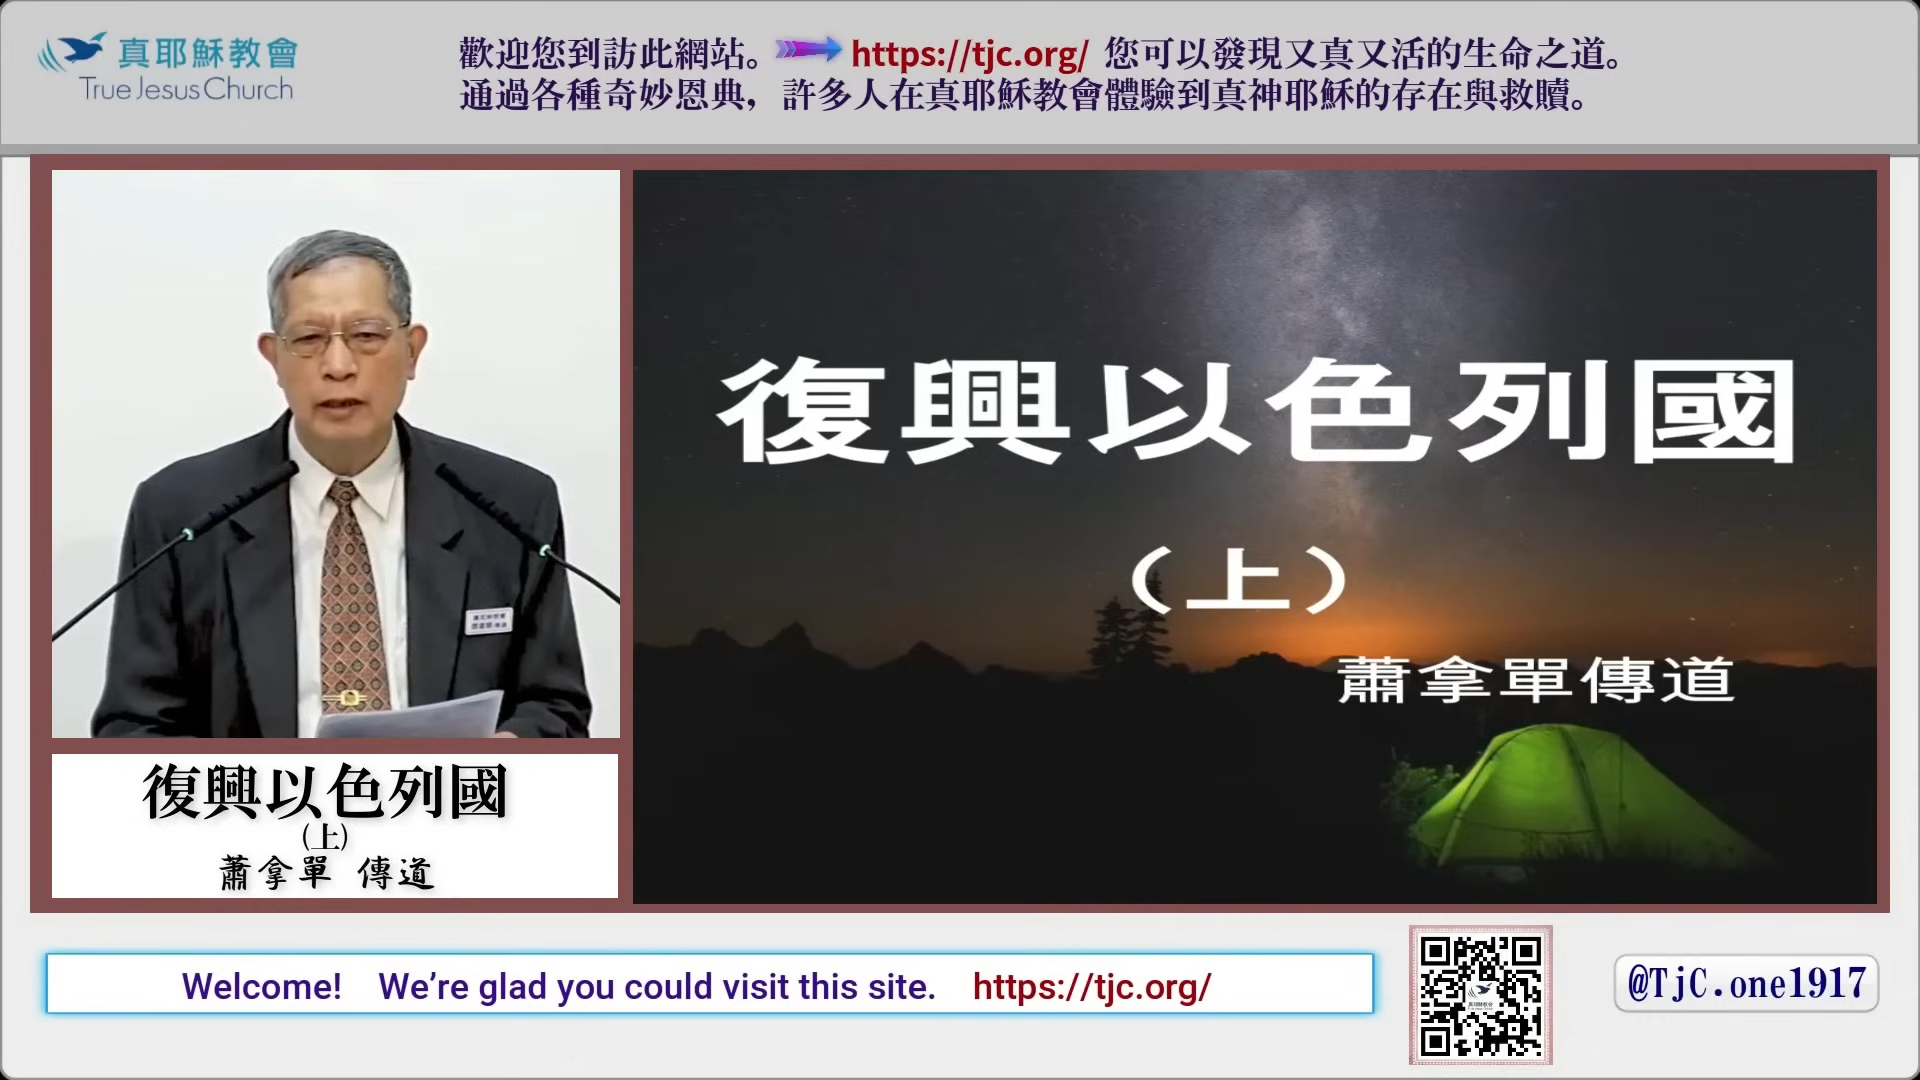 真耶穌教會
True Jesus Church
歡迎您到訪此網站。 https://tjc.org/ 您可以發現又真又活的生命之道。
通過各種奇妙恩典，許多人在真耶穌教會體驗到真神耶穌的存在與救贖。
復興以色列國
（上）
蕭拿單傳道
復興以色列國
(上)
蕭拿單 傳道
Welcome! We’re glad you could visit this site. https://tjc.org/
@TjC.one1917